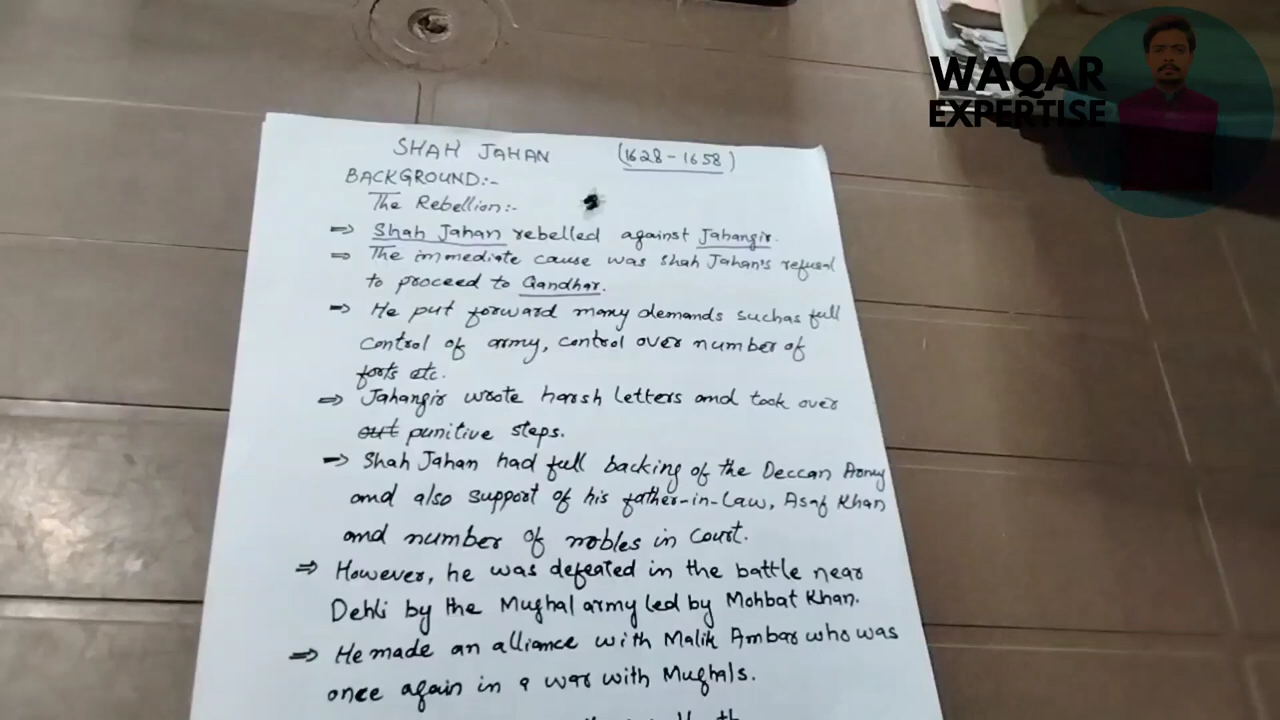 WAQAR
EXPERTISE
SHAH JAHAN (1628-1658)
BACKGROUND:-
The Rebellion:-
⇒ Shah Jahan rebelled against Jahangir.
⇒ The immediate cause was Shah Jahan's refusal
to proceed to Qandhar.
⇒ He put forward many demands such as full
control of army, control over number of
forts etc.
⇒ Jahangir wrote harsh letters and took over
out punitive steps.
⇒ Shah Jahan had full backing of the Deccan Army
and also support of his father-in-Law, Asaf Khan
and number of nobles in Court.
⇒ However, he was defeated in the battle near
Dehli by the Mughal army led by Mohbat Khan.
⇒ He made an alliance with Malik Ambar who was
once again in a war with Mughals.